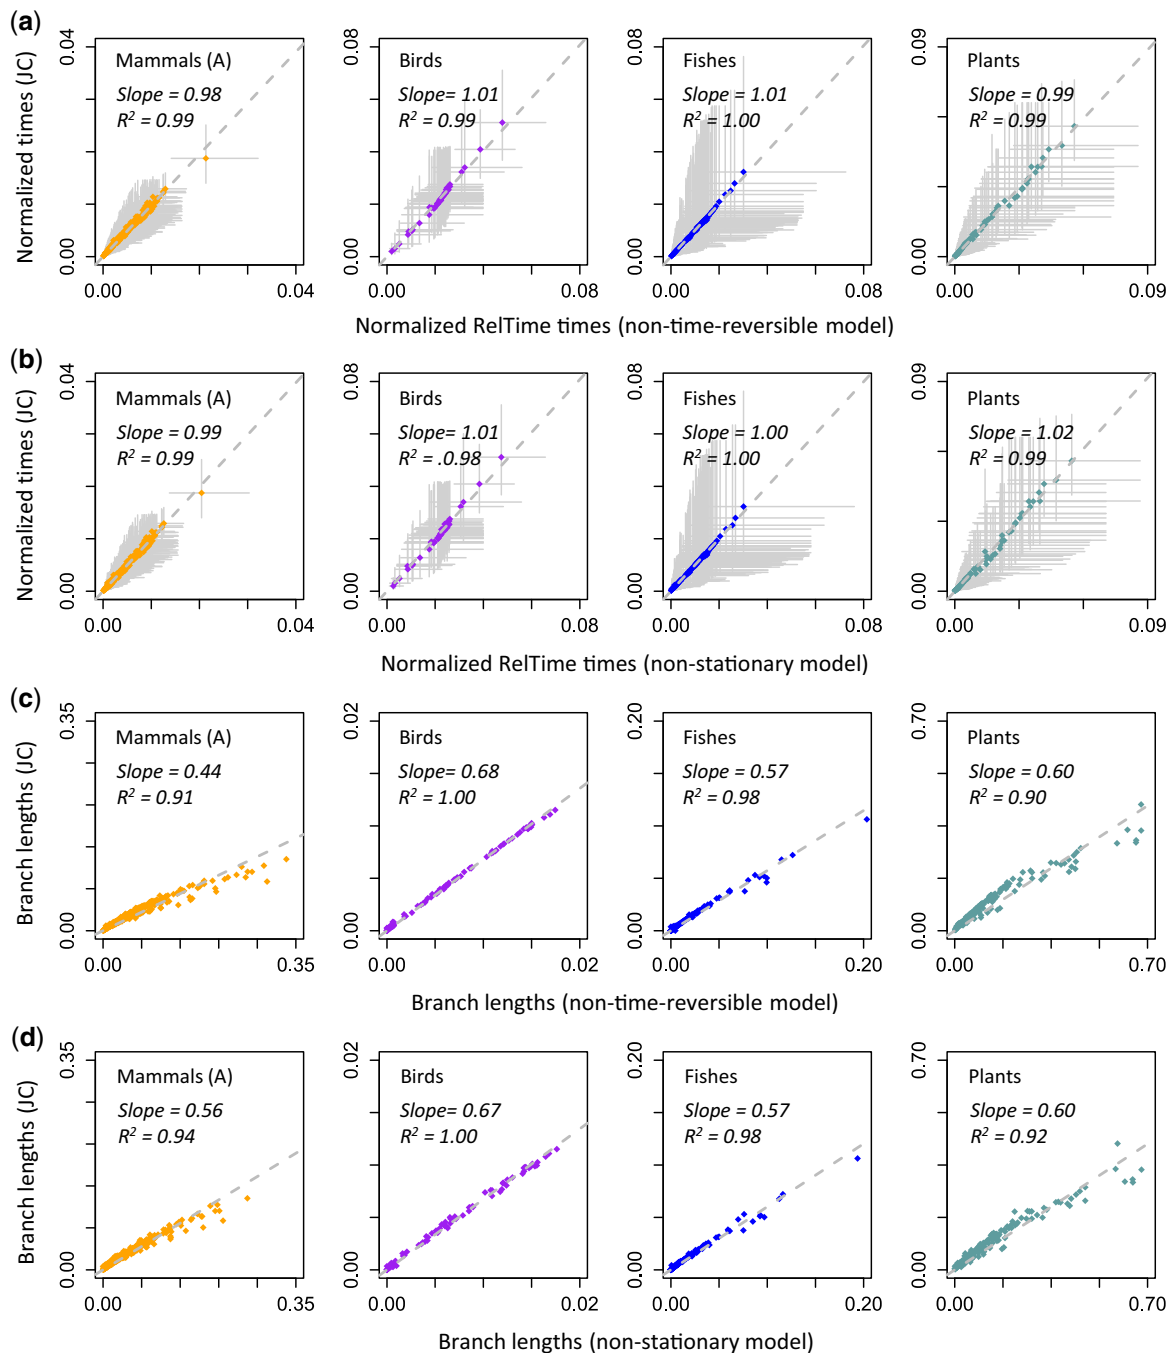 (a)
Normalized times (JC)
0.04
0.00
Mammals (A)
Slope = 0.98
R² = 0.99
0.00
0.04
0.08
0.00
Birds
Slope= 1.01
R² = 0.99
0.00
0.08
0.08
0.00
Fishes
Slope = 1.01
R² = 1.00
0.00
0.08
0.09
0.00
Plants
Slope = 0.99
R² = 0.99
0.00
0.09
Normalized RelTime times (non-time-reversible model)
(b)
Normalized times (JC)
0.04
0.00
Mammals (A)
Slope = 0.99
R² = 0.99
0.00
0.04
0.08
0.00
Birds
Slope= 1.01
R² = .0.98
0.00
0.08
0.08
0.00
Fishes
Slope = 1.00
R² = 1.00
0.00
0.08
0.09
0.00
Plants
Slope = 1.02
R² = 0.99
0.00
0.09
Normalized RelTime times (non-stationary model)
(c)
Branch lengths (JC)
0.35
0.00
Mammals (A)
Slope = 0.44
R² = 0.91
0.00
0.35
0.02
0.00
Birds
Slope= 0.68
R² = 1.00
0.00
0.02
0.20
0.00
Fishes
Slope = 0.57
R² = 0.98
0.00
0.20
0.70
0.00
Plants
Slope = 0.60
R² = 0.90
0.00
0.70
Branch lengths (non-time-reversible model)
(d)
Branch lengths (JC)
0.35
0.00
Mammals (A)
Slope = 0.56
R² = 0.94
0.00
0.35
0.02
0.00
Birds
Slope= 0.67
R² = 1.00
0.00
0.02
0.20
0.00
Fishes
Slope = 0.57
R² = 0.98
0.00
0.20
0.70
0.00
Plants
Slope = 0.60
R² = 0.92
0.00
0.70
Branch lengths (non-stationary model)